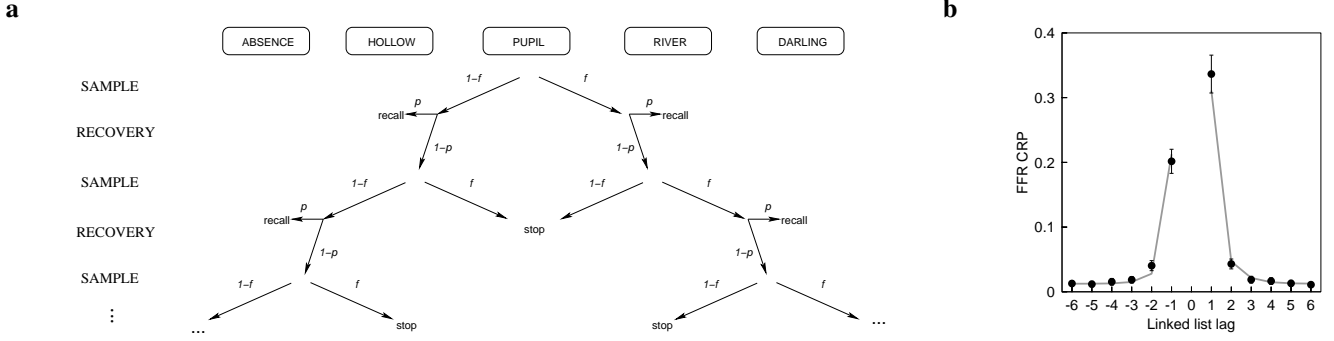 a
ABSENCE HOLLOW PUPIL RIVER DARLING
SAMPLE
1–f f
p p
recall recall
RECOVERY
1–p 1–p
SAMPLE
1–f f 1–f f
p p
recall stop recall
RECOVERY
1–p 1–p
SAMPLE
1–f f 1–f f
⋮
... stop stop ...
b
0.4
0.3
0.2
0.1
0
FFR CRP
-6 -5 -4 -3 -2 -1 0 1 2 3 4 5 6
Linked list lag